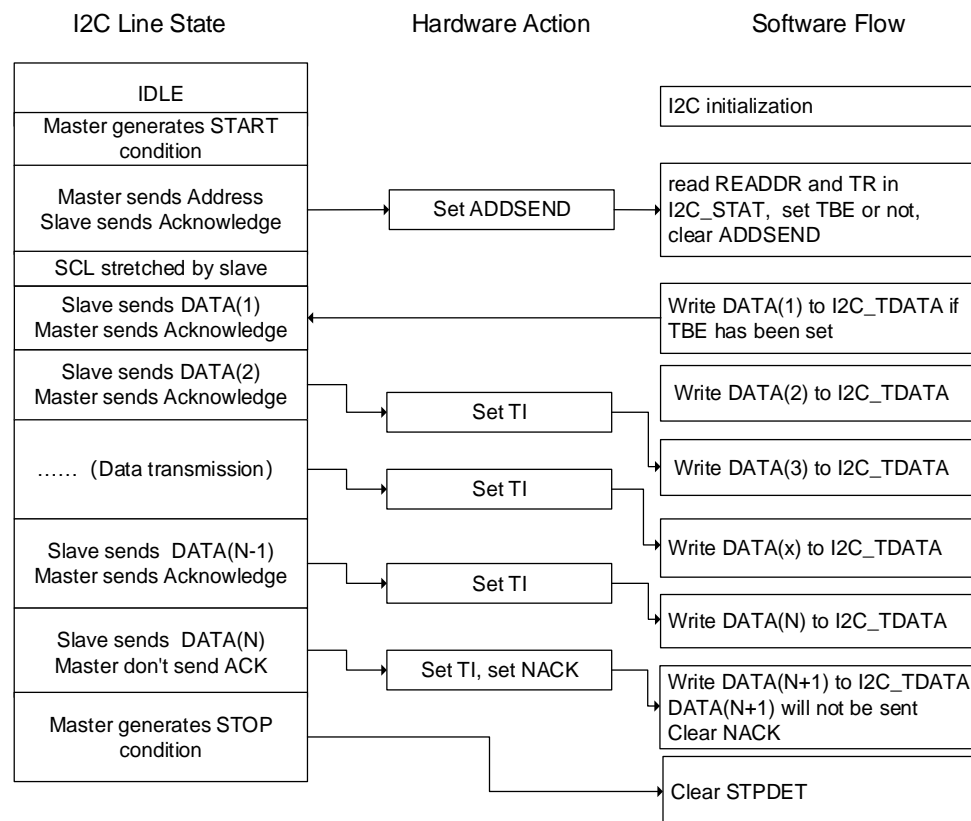 I2C Line State
Hardware Action
Software Flow
IDLE
I2C initialization
Master generates START
condition
Master sends Address
Slave sends Acknowledge
Set ADDSEND
read READDR and TR in
I2C_STAT, set TBE or not,
clear ADDSEND
SCL stretched by slave
Slave sends DATA(1)
Master sends Acknowledge
Write DATA(1) to I2C_TDATA if
TBE has been set
Slave sends DATA(2)
Master sends Acknowledge
Set TI
Write DATA(2) to I2C_TDATA
Write DATA(3) to I2C_TDATA
…… (Data transmission)
Set TI
Write DATA(x) to I2C_TDATA
Slave sends DATA(N-1)
Master sends Acknowledge
Set TI
Write DATA(N) to I2C_TDATA
Slave sends DATA(N)
Master don't send ACK
Set TI, set NACK
Write DATA(N+1) to I2C_TDATA
DATA(N+1) will not be sent
Clear NACK
Master generates STOP
condition
Clear STPDET